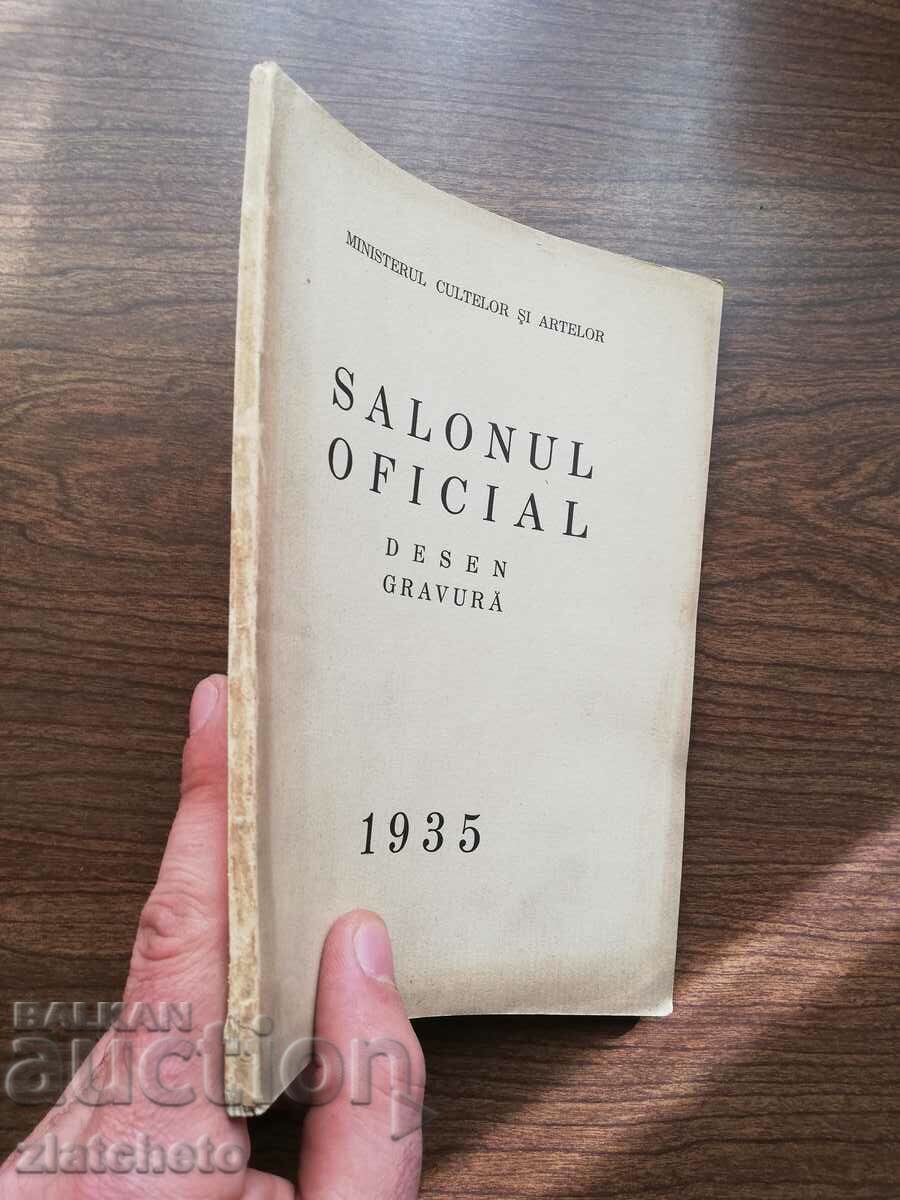 MINISTERUL CULTELOR ŞI ARTELOR
SALONUL
OFICIAL
DESEN
GRAVURĂ
1935
BALKAN
auction
zlatcheto